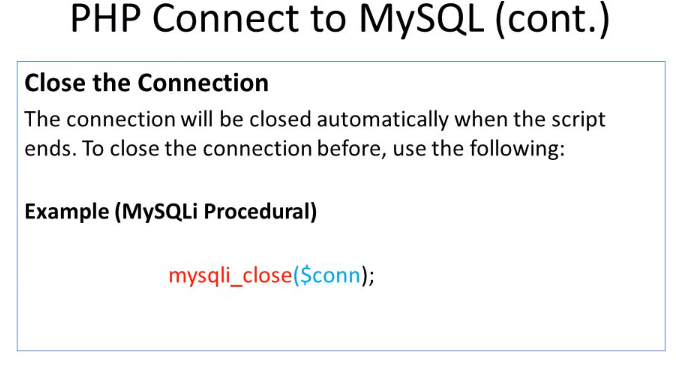 PHP Connect to MySQL (cont.)
Close the Connection
The connection will be closed automatically when the script
ends. To close the connection before, use the following:
Example (MySQLi Procedural)
mysqli_close($conn);